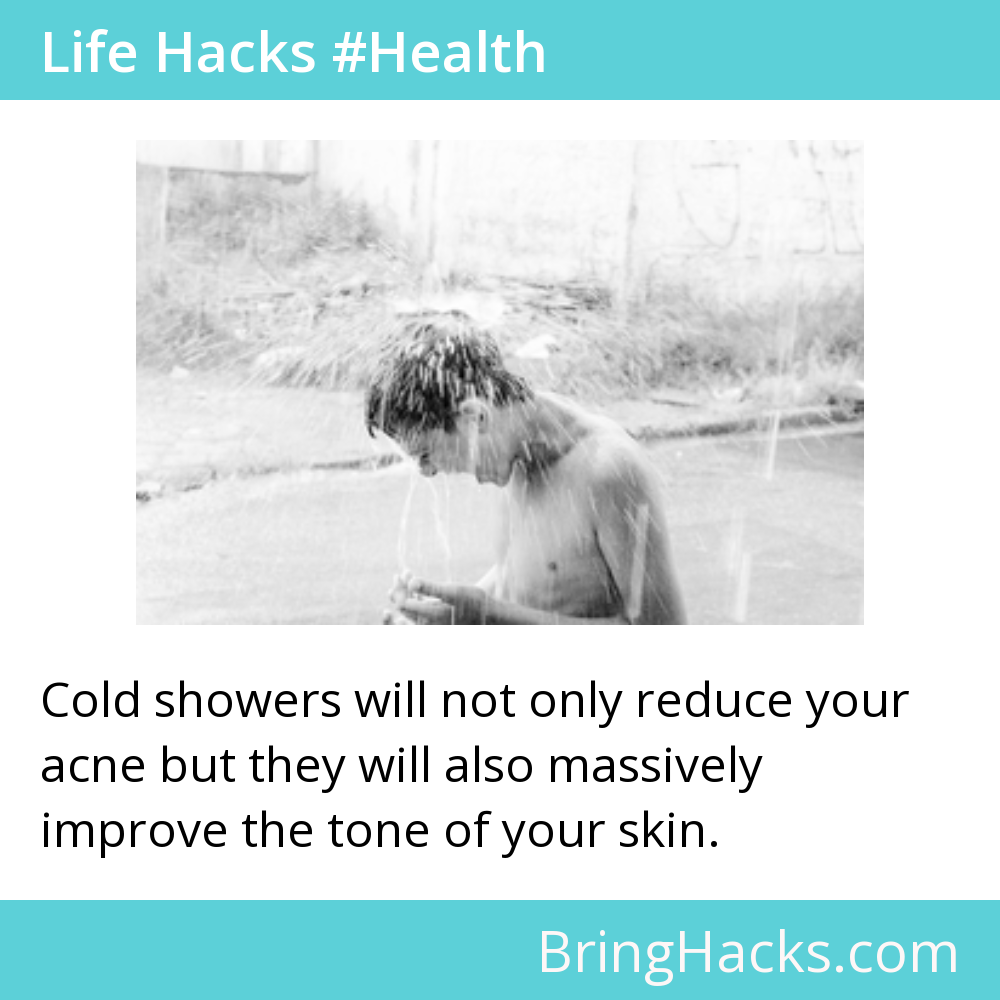 Life Hacks #Health
Cold showers will not only reduce your
acne but they will also massively
improve the tone of your skin.
BringHacks.com